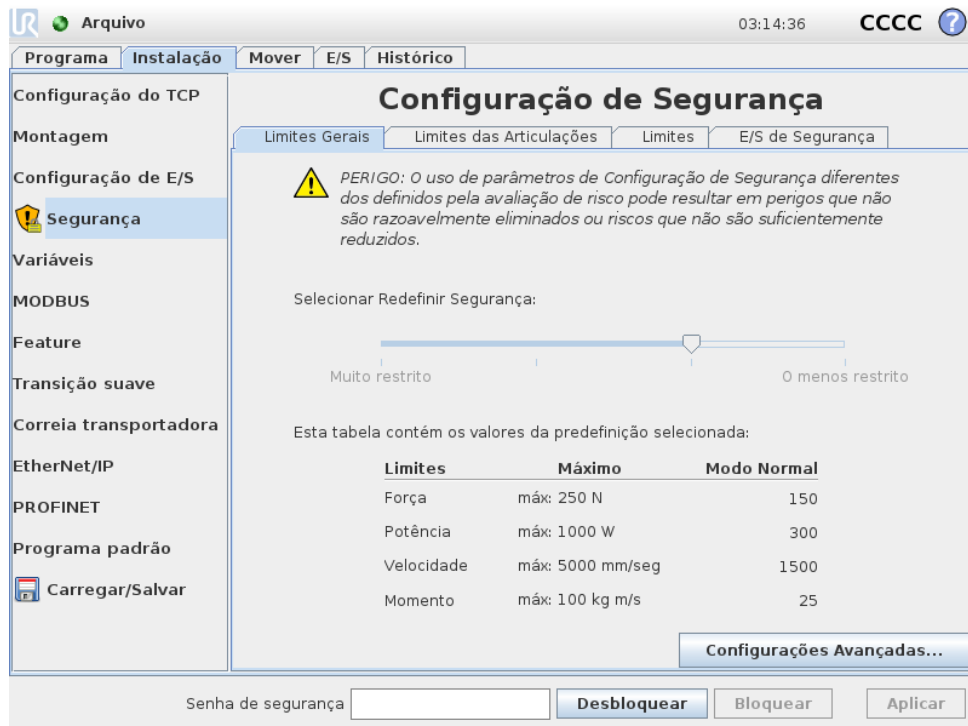 UR Arquivo 03:14:36 CCCC ?
Programa Instalação Mover E/S Histórico
Configuração do TCP
Montagem
Configuração de E/S
Segurança
Variáveis
MODBUS
Feature
Transição suave
Correia transportadora
EtherNet/IP
PROFINET
Programa padrão
Carregar/Salvar
Configuração de Segurança
Limites Gerais Limites das Articulações Limites E/S de Segurança
PERIGO: O uso de parâmetros de Configuração de Segurança diferentes
dos definidos pela avaliação de risco pode resultar em perigos que não
são razoavelmente eliminados ou riscos que não são suficientemente
reduzidos.
Selecionar Redefinir Segurança:
Muito restrito O menos restrito
Esta tabela contém os valores da predefinição selecionada:
Limites Máximo Modo Normal
Força máx: 250 N 150
Potência máx: 1000 W 300
Velocidade máx: 5000 mm/seg 1500
Momento máx: 100 kg m/s 25
Configurações Avançadas...
Senha de segurança Desbloquear Bloquear Aplicar